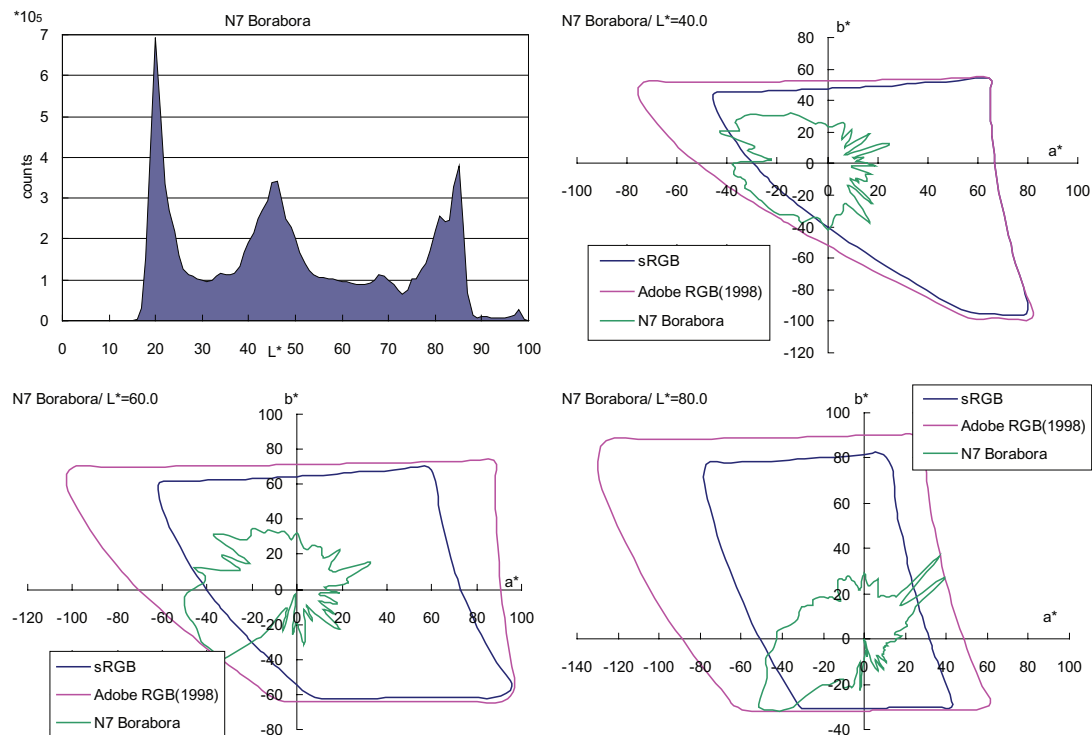 *10⁵
N7 Borabora
7
6
5
4
3
2
1
0
counts
0 10 20 30 40 50 60 70 80 90 100
L*
N7 Borabora/ L*=40.0
b*
80
60
40
20
0
-20
-40
-60
-80
-100
-120
-100 -80 -60 -40 -20 0 20 40 60 80 100
a*
sRGB
Adobe RGB(1998)
N7 Borabora
N7 Borabora/ L*=60.0
b*
100
80
60
40
20
0
-20
-40
-60
-80
-120 -100 -80 -60 -40 -20 0 20 40 60 80 100
a*
sRGB
Adobe RGB(1998)
N7 Borabora
N7 Borabora/ L*=80.0
b*
100
80
60
40
20
0
-20
-40
-140 -120 -100 -80 -60 -40 -20 0 20 40 60 80 100
a*
sRGB
Adobe RGB(1998)
N7 Borabora